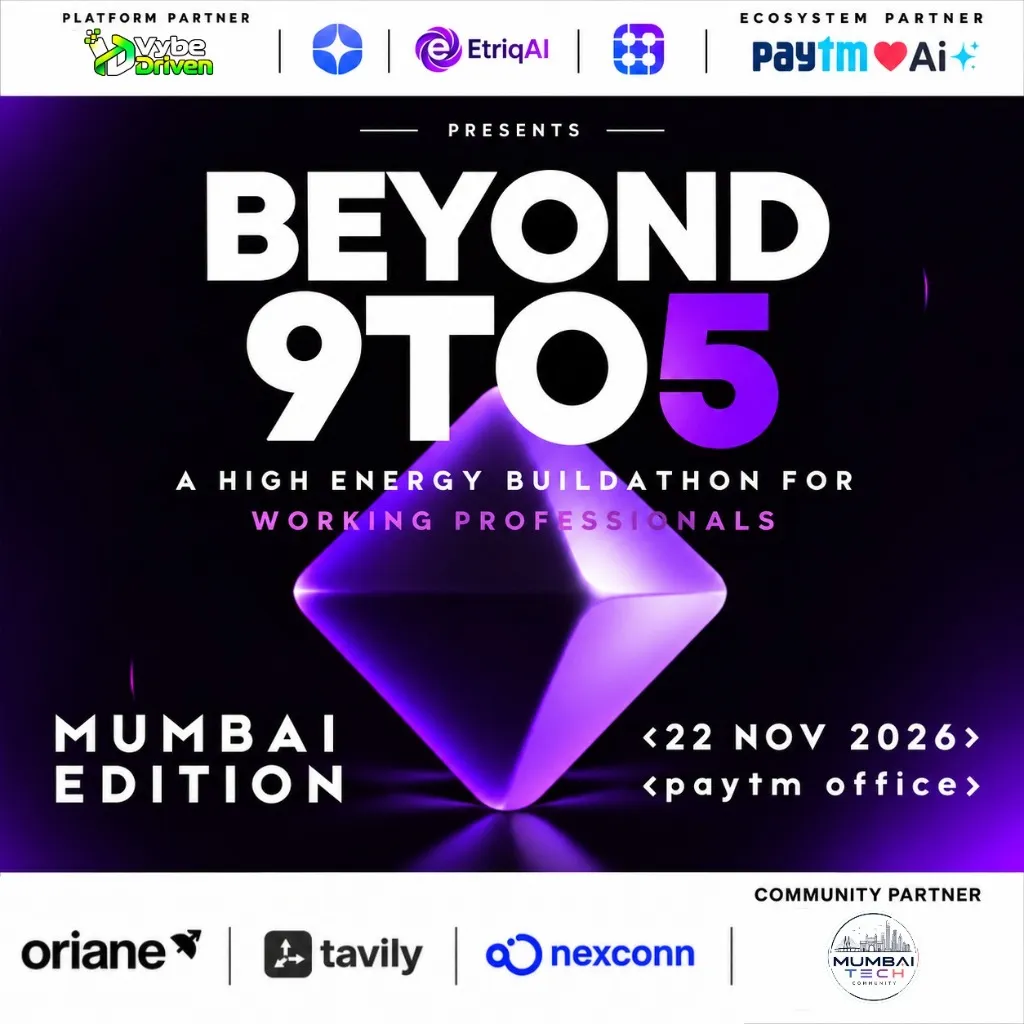 PLATFORM PARTNER
Vybe
Driven
EtriqAI
ECOSYSTEM PARTNER
paytm Ai
PRESENTS
BEYOND
9TO5
A HIGH ENERGY BUILDATHON FOR
WORKING PROFESSIONALS
MUMBAI
EDITION
<22 NOV 2026>
<paytm office>
oriane
tavily
nexconn
COMMUNITY PARTNER
MUMBAI
TECH
COMMUNITY